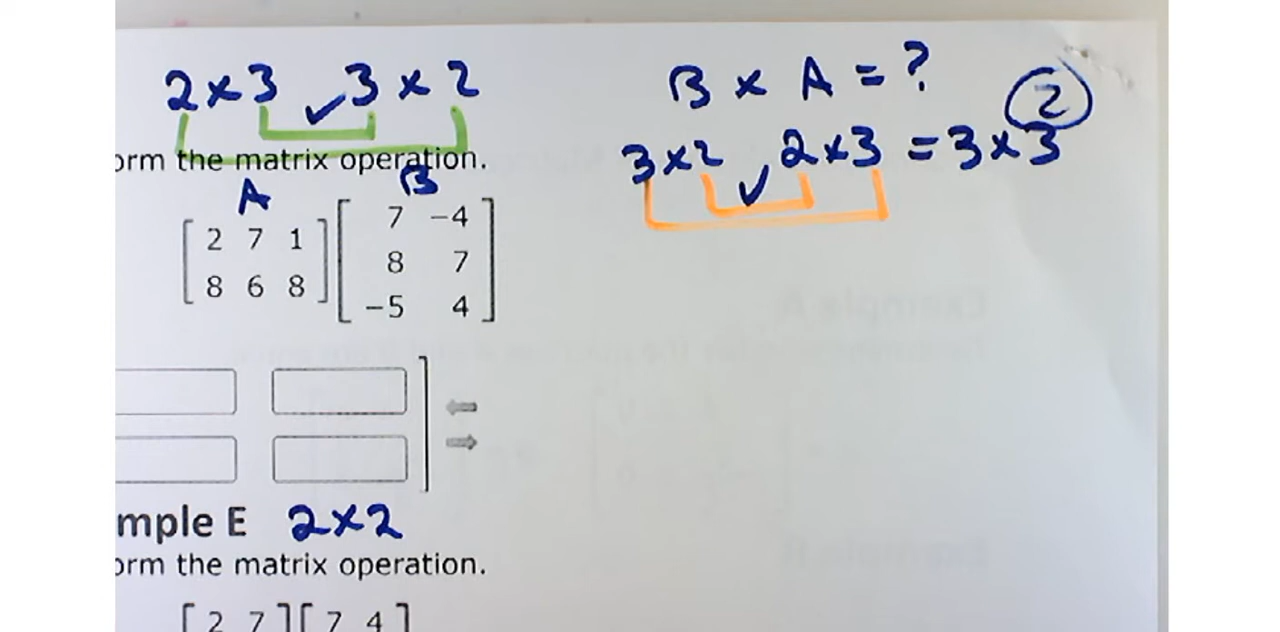 2 x 3 ✓ 3 x 2
B x A = ?
2
3 x 2 ✓ 2 x 3 = 3 x 3
orm the matrix operation.
A B
[ 2 7 1 ] [ 7 -4 ]
[ 8 6 8 ] [ 8 7 ]
[ -5 4 ]
mple E 2 x 2
orm the matrix operation.
[ 2 7 ] [ 7 4 ]